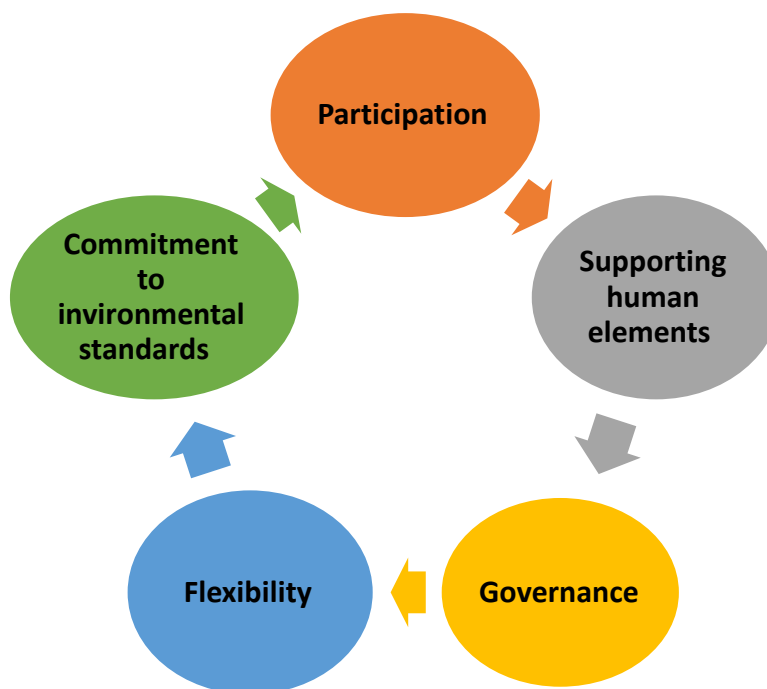 Participation
Supporting
human
elements
Governance
Flexibility
Commitment
to
invironmental
standards